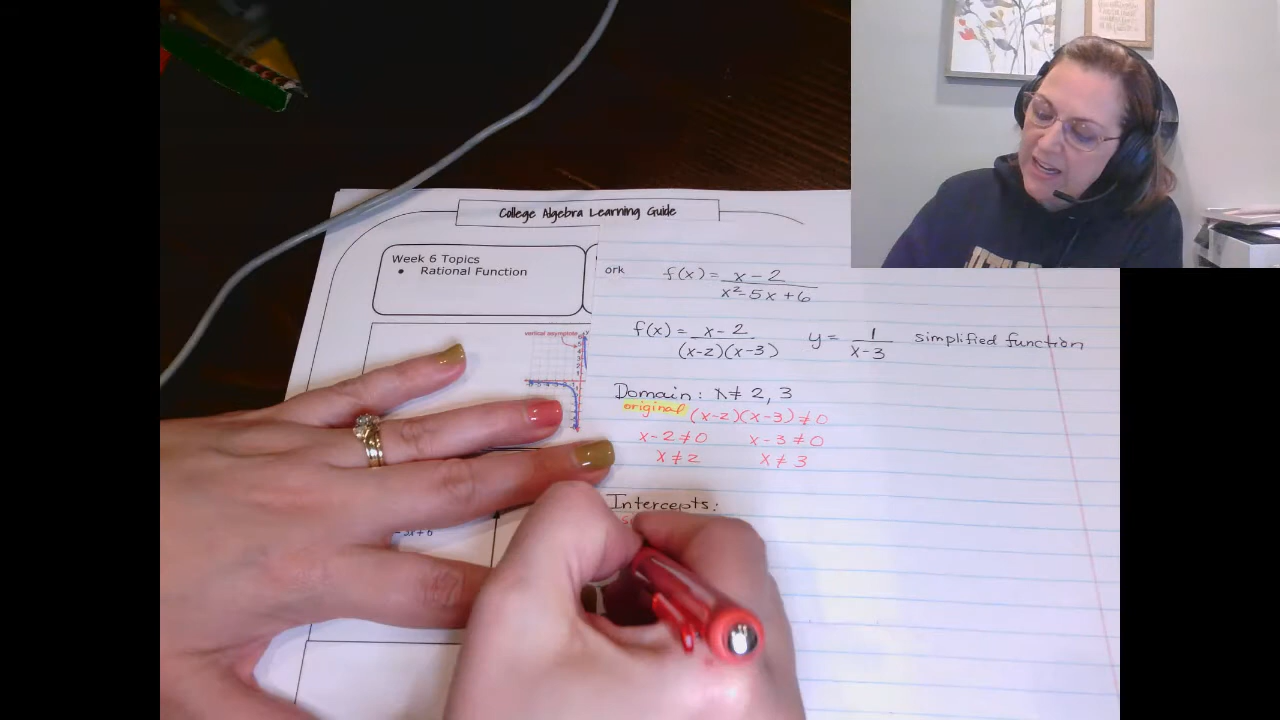 College Algebra Learning Guide
Week 6 Topics
• Rational Function
ork
f(x) = x - 2
x² - 5x + 6
f(x) = x - 2
(x-2)(x-3)
y = 1
x-3
simplified function
vertical asymptote
Domain: x ≠ 2, 3
original (x-2)(x-3) ≠ 0
x - 2 ≠ 0 x - 3 ≠ 0
x ≠ 2 x ≠ 3
Intercepts: